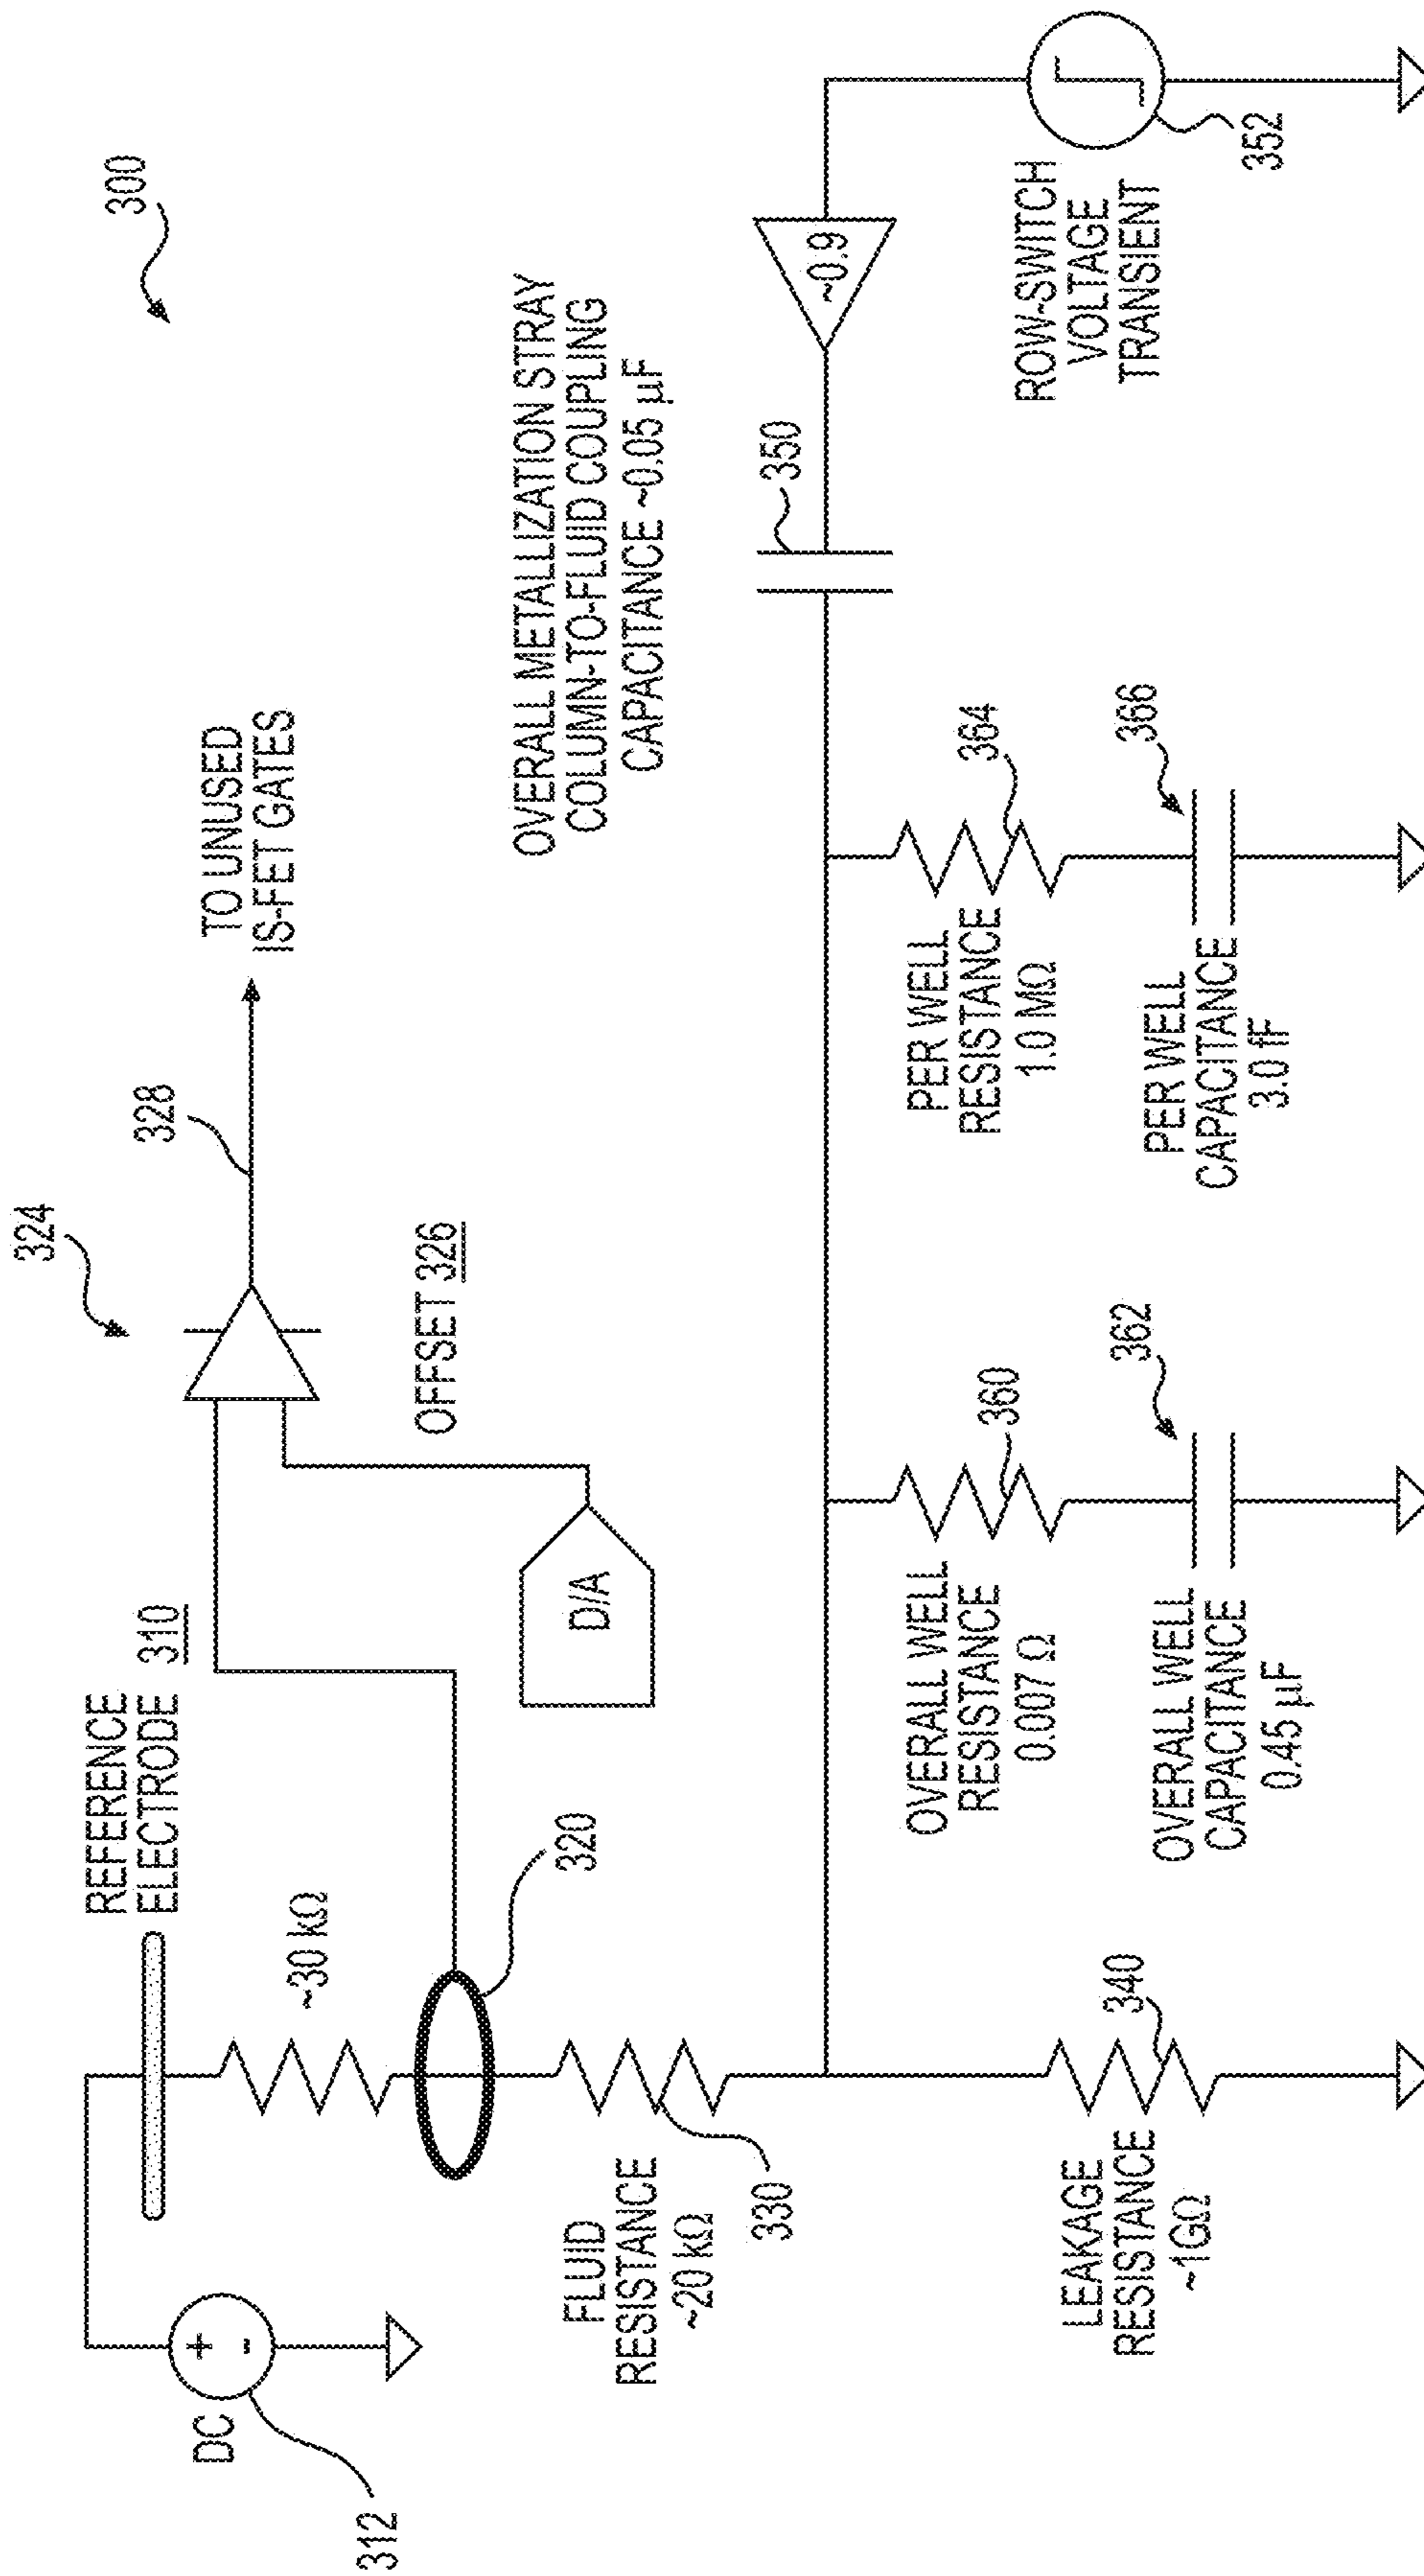 300
324
328
TO UNUSED
IS-FET GATES
REFERENCE
ELECTRODE 310
DC
+
-
312
~30 kΩ
320
D/A
OFFSET 326
OVERALL METALLIZATION STRAY
COLUMN-TO-FLUID COUPLING
CAPACITANCE ~0.05 µF
FLUID
RESISTANCE
~20 kΩ
330
350
~0.9
LEAKAGE
RESISTANCE
~1GΩ
340
OVERALL WELL
RESISTANCE
0.007 Ω
360
OVERALL WELL
CAPACITANCE
0.45 µF
362
PER WELL
RESISTANCE
1.0 MΩ
364
PER WELL
CAPACITANCE
3.0 fF
366
ROW-SWITCH
VOLTAGE
TRANSIENT
352